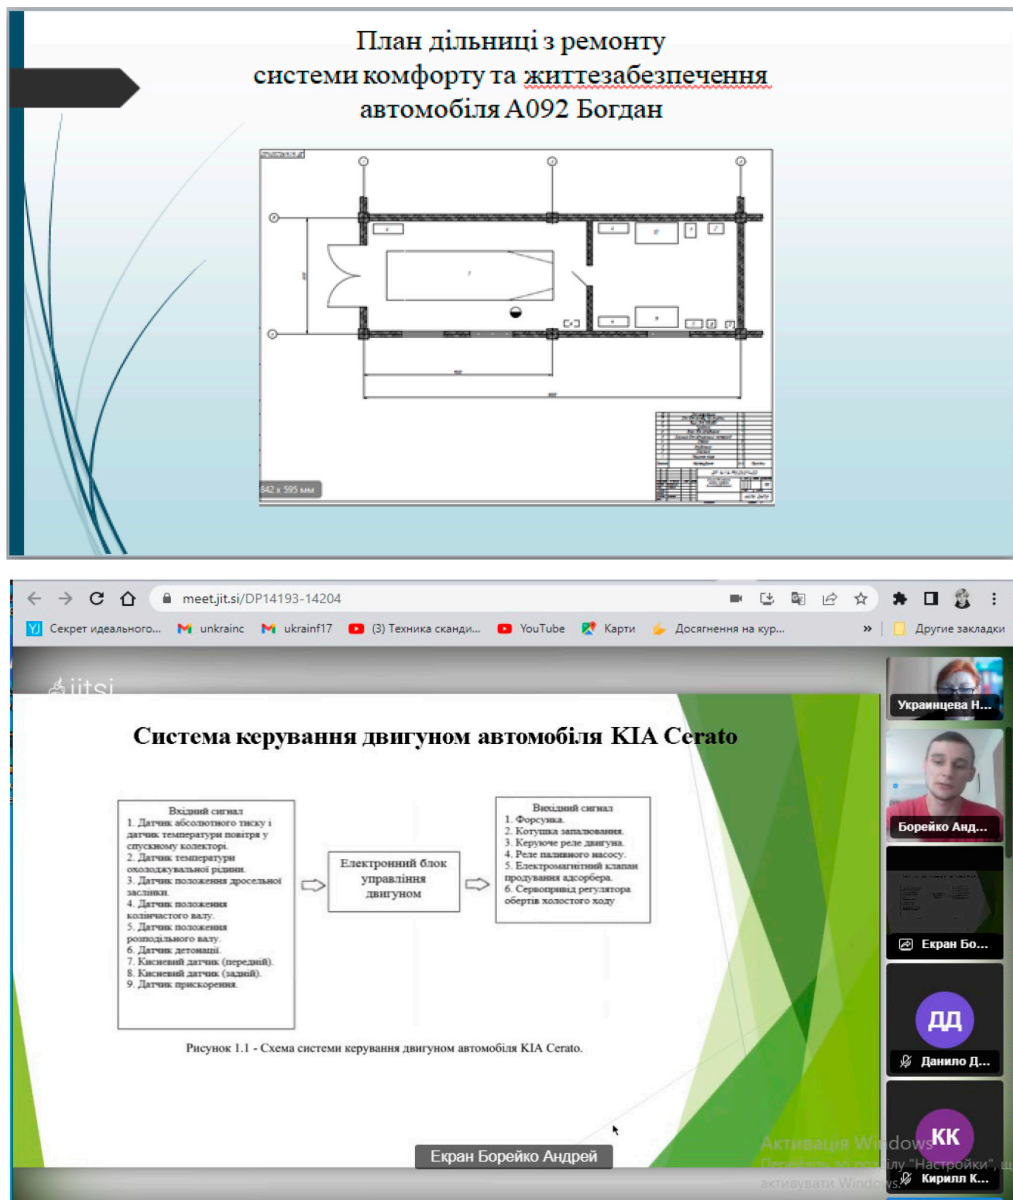 План дільниці з ремонту
системи комфорту та життезабезпечення
автомобіля А092 Богдан
842 x 595 мм
meet.jit.si/DP14193-14204
Секрет идеального...
unkrainc
ukrainf17
(3) Техника сканди...
YouTube
Карти
Досягнення на кур...
»
Другие закладки
jitsi
Украинцева Н...
Система керування двигуном автомобіля KIA Cerato
Вхідний сигнал
1. Датчик абсолютного тиску і
датчик температури повітря у
спускному колекторі.
2. Датчик температури
охолоджувальної рідини.
3. Датчик положення дросельної
заслінки.
4. Датчик положення
колінчастого валу.
5. Датчик положення
розподільного валу.
6. Датчик детонації.
7. Кисневий датчик (передній).
8. Кисневий датчик (задній).
9. Датчик прискорення.
Електронний блок
управління
двигуном
Вихідний сигнал
1. Форсунка.
2. Котушка запалювання.
3. Керуюче реле двигуна.
4. Реле паливного насосу.
5. Електромагнітний клапан
продування адсорбера.
6. Сервопривід регулятора
обертів холостого ходу
Рисунок 1.1 - Схема системи керування двигуном автомобіля KIA Cerato.
Борейко Анд...
Екран Бо...
ДД
Данило Д...
КК
Кирилл К...
Екран Борейко Андрей
Активація Windows
"Настройки", щ
активувати Windows.